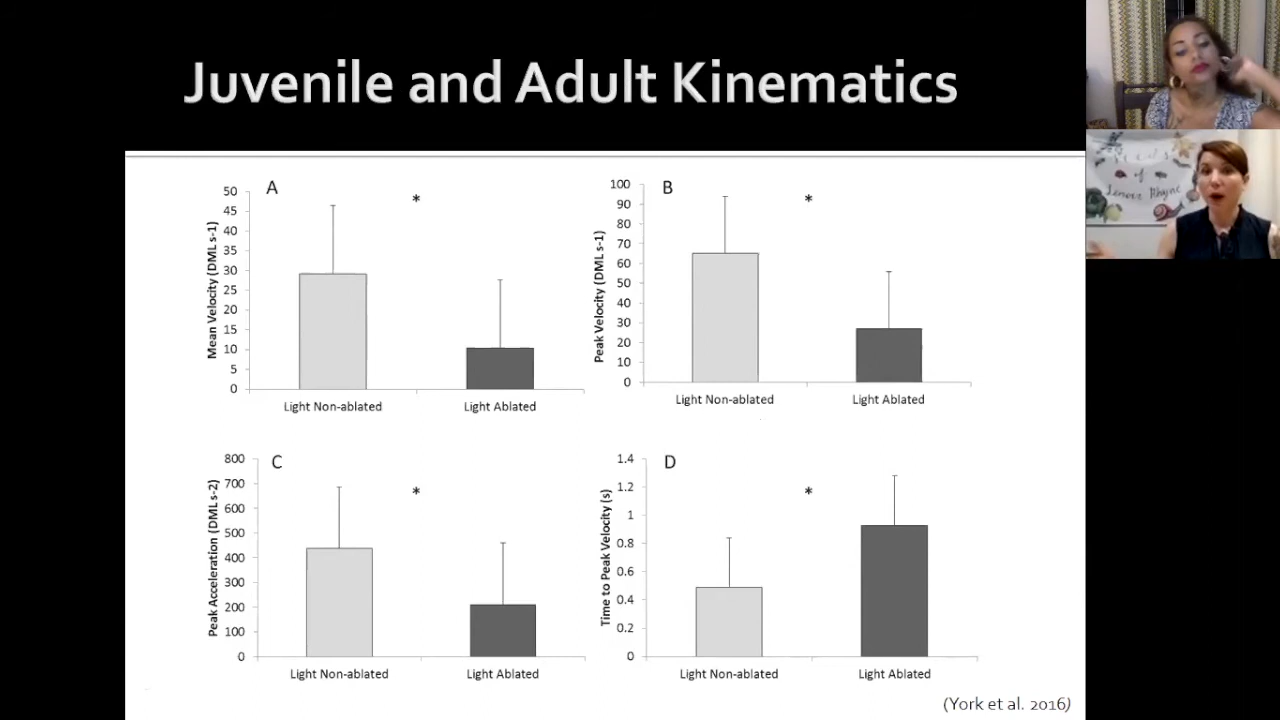 Juvenile and Adult Kinematics
A
*
50
45
40
35
30
25
20
15
10
5
0
Mean Velocity (DML s-1)
Light Non-ablated
Light Ablated
B
*
100
90
80
70
60
50
40
30
20
10
0
Peak Velocity (DML s-1)
Light Non-ablated
Light Ablated
C
*
800
700
600
500
400
300
200
100
0
Peak Acceleration (DML s-2)
Light Non-ablated
Light Ablated
D
*
1.4
1.2
1
0.8
0.6
0.4
0.2
0
Time to Peak Velocity (s)
Light Non-ablated
Light Ablated
(York et al. 2016)
of
Lenoir Rhyne